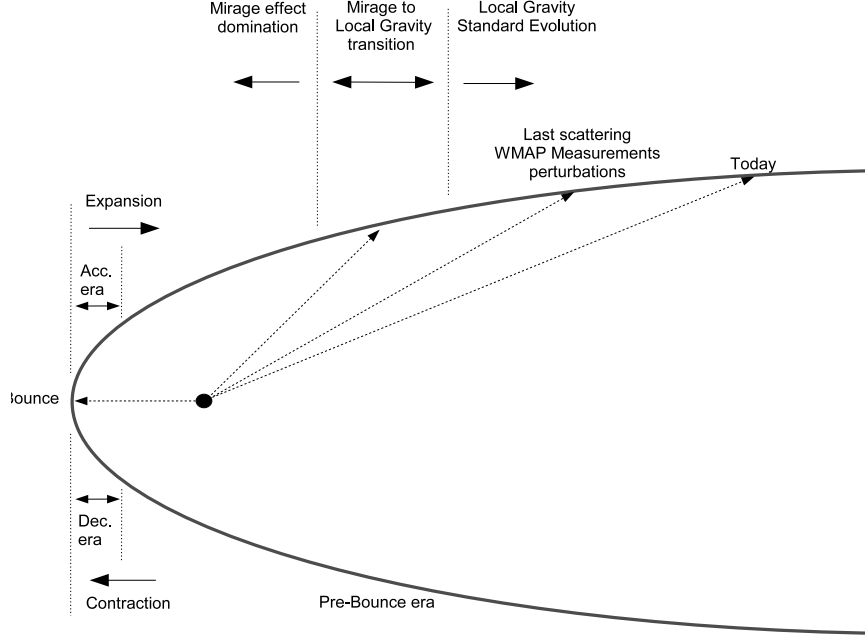 Mirage effect
domination
Mirage to
Local Gravity
transition
Local Gravity
Standard Evolution
Last scattering
WMAP Measurements
perturbations
Today
Expansion
Acc.
era
ounce
Dec.
era
Contraction
Pre-Bounce era